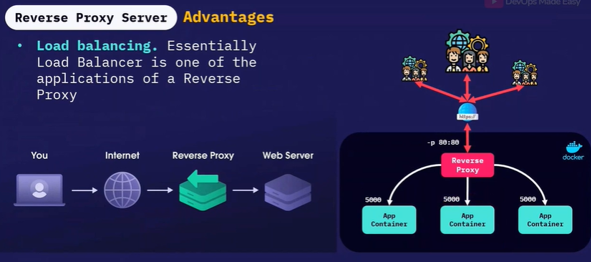 DevOps Made Easy
Reverse Proxy Server Advantages
• Load balancing. Essentially
Load Balancer is one of the
applications of a Reverse
Proxy
You Internet Reverse Proxy Web Server
-p 80:80
docker
Reverse
Proxy
5000 5000 5000
App
Container
App
Container
App
Container